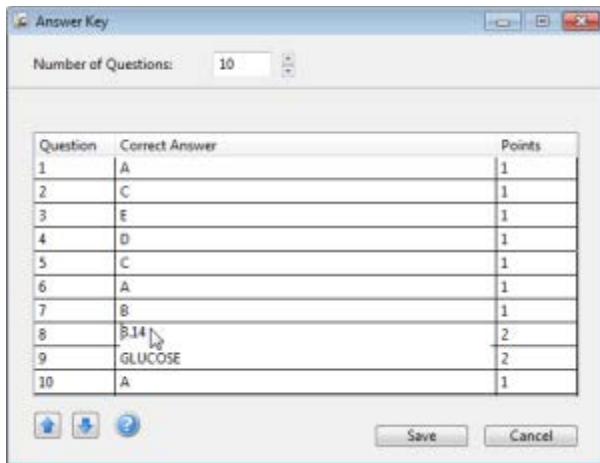 Answer Key
Number of Questions: 10
Question Correct Answer Points
1 A 1
2 C 1
3 E 1
4 D 1
5 C 1
6 A 1
7 B 1
8 3.14 2
9 GLUCOSE 2
10 A 1
Save Cancel